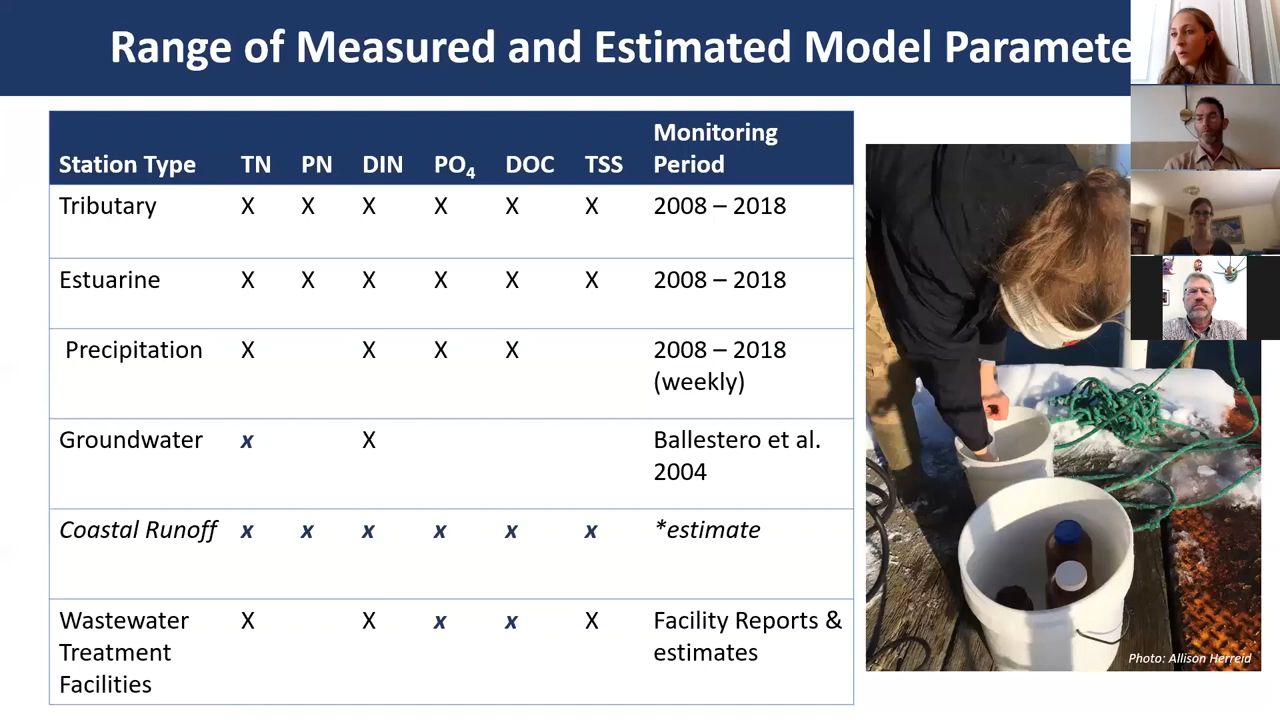 Range of Measured and Estimated Model Paramete
Station Type TN PN DIN PO₄ DOC TSS Monitoring Period
Tributary X X X X X X 2008 – 2018
Estuarine X X X X X X 2008 – 2018
Precipitation X X X X 2008 – 2018
(weekly)
Groundwater x X Ballestero et al.
2004
Coastal Runoff x x x x x x *estimate
Wastewater X X x x X Facility Reports &
Treatment estimates
Facilities
Photo: Allison Herreid